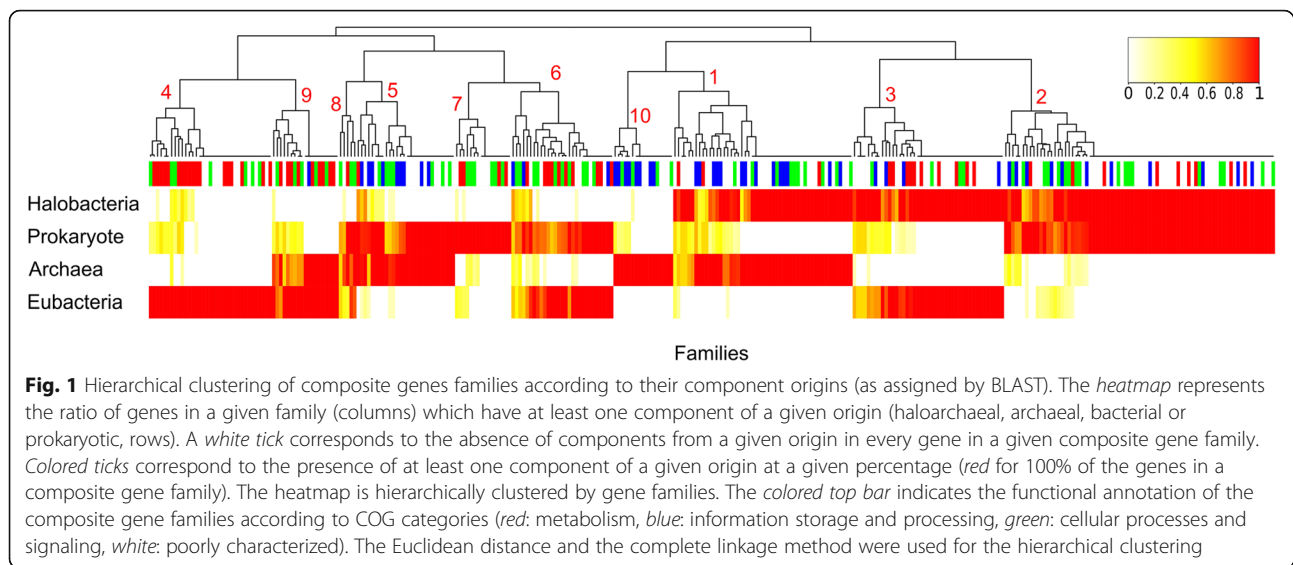 4
9
8
5
7
6
10
1
3
2
0 0.2 0.4 0.6 0.8 1
Halobacteria
Prokaryote
Archaea
Eubacteria
Families
Fig. 1 Hierarchical clustering of composite genes families according to their component origins (as assigned by BLAST). The heatmap represents
the ratio of genes in a given family (columns) which have at least one component of a given origin (haloarchaeal, archaeal, bacterial or
prokaryotic, rows). A white tick corresponds to the absence of components from a given origin in every gene in a given composite gene family.
Colored ticks correspond to the presence of at least one component of a given origin at a given percentage (red for 100% of the genes in a
composite gene family). The heatmap is hierarchically clustered by gene families. The colored top bar indicates the functional annotation of the
composite gene families according to COG categories (red: metabolism, blue: information storage and processing, green: cellular processes and
signaling, white: poorly characterized). The Euclidean distance and the complete linkage method were used for the hierarchical clustering